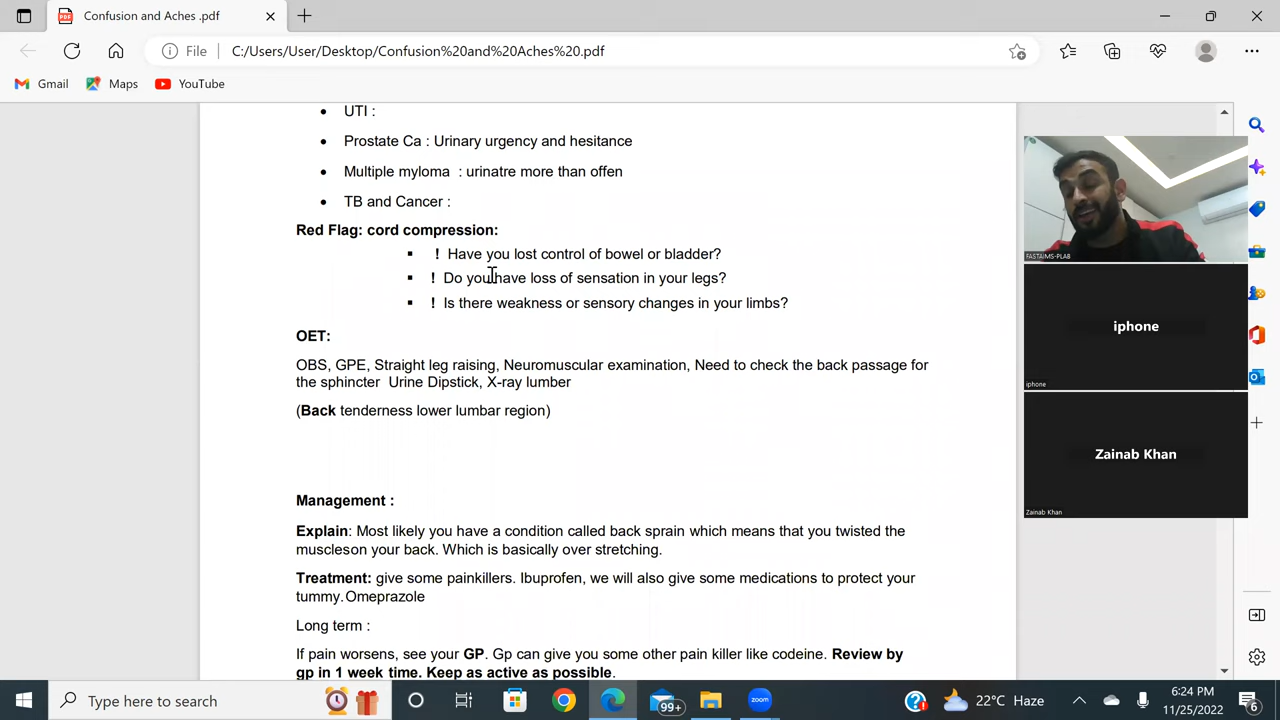 Confusion and Aches .pdf
File
C:/Users/User/Desktop/Confusion%20and%20Aches%20.pdf
Gmail
Maps
YouTube
UTI :
Prostate Ca : Urinary urgency and hesitance
Multiple myloma : urinatre more than offen
TB and Cancer :
Red Flag: cord compression:
! Have you lost control of bowel or bladder?
! Do you have loss of sensation in your legs?
! Is there weakness or sensory changes in your limbs?
OET:
OBS, GPE, Straight leg raising, Neuromuscular examination, Need to check the back passage for
the sphincter Urine Dipstick, X-ray lumber
(Back tenderness lower lumbar region)
Management :
Explain: Most likely you have a condition called back sprain which means that you twisted the
muscleson your back. Which is basically over stretching.
Treatment: give some painkillers. Ibuprofen, we will also give some medications to protect your
tummy.Omeprazole
Long term :
If pain worsens, see your GP. Gp can give you some other pain killer like codeine. Review by
gp in 1 week time. Keep as active as possible.
FASTAIMS-PLAB
iphone
iphone
Zainab Khan
Zainab Khan
Type here to search
99+
zoom
22°C Haze
6:24 PM
11/25/2022
6